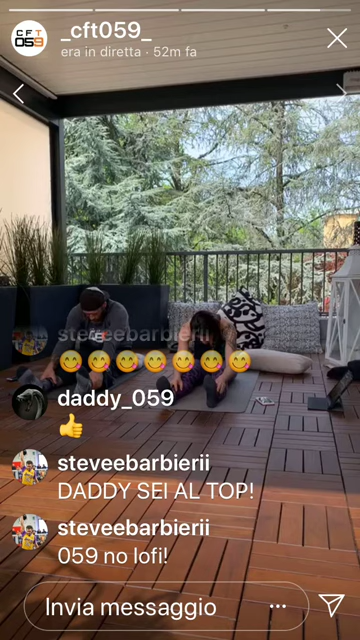 CFT
059
_cft059_
era in diretta · 52m fa
steveebarbierii
😋😋😋😋😋😋😋
daddy_059
👍
steveebarbierii
DADDY SEI AL TOP!
steveebarbierii
059 no lofi!
Invia messaggio